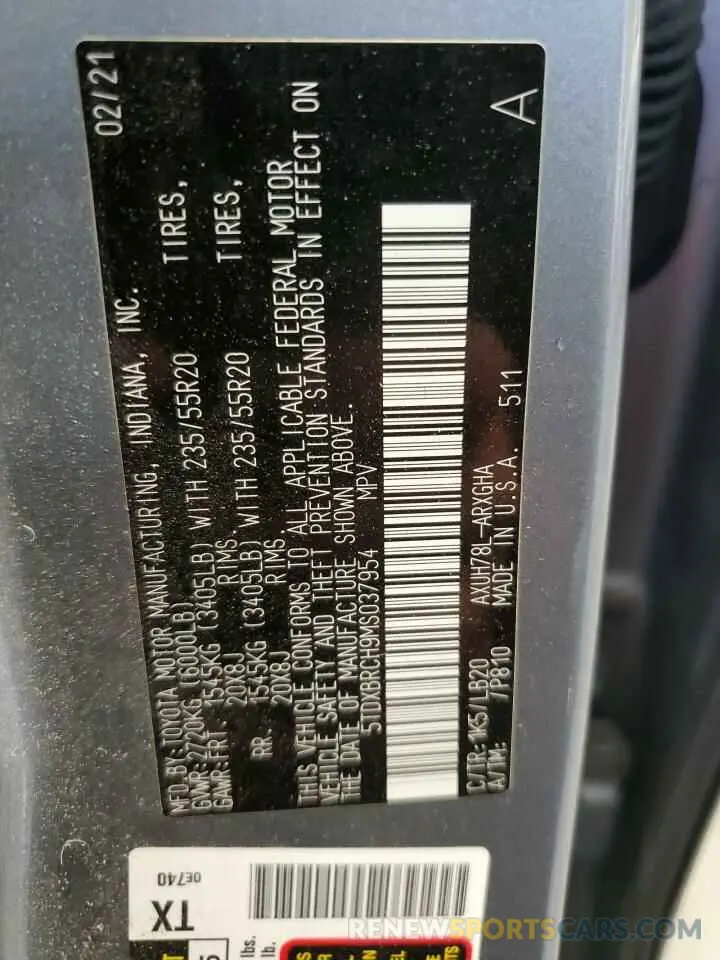 MFD. BY: TOYOTA MOTOR MANUFACTURING, INDIANA, INC. 02/21
GVWR: 2720KG (6000LB)
GAWR: FRT. 1545KG (3405LB) WITH 235/55R20 TIRES,
20X8J RIMS
RR. 1545KG (3405LB) WITH 235/55R20 TIRES,
20X8J RIMS
THIS VEHICLE CONFORMS TO ALL APPLICABLE FEDERAL MOTOR
VEHICLE SAFETY AND THEFT PREVENTION STANDARDS IN EFFECT ON
THE DATE OF MANUFACTURE SHOWN ABOVE.
5TDXBRCH9MS037954 MPV
C/TR: 1K5/LB20 AXUH78L-ARXGHA
A/TM: /P810 MADE IN U.S.A. 511
A
0E740
TX
lbs.
lb.
RENEWSPORTSCARS.COM